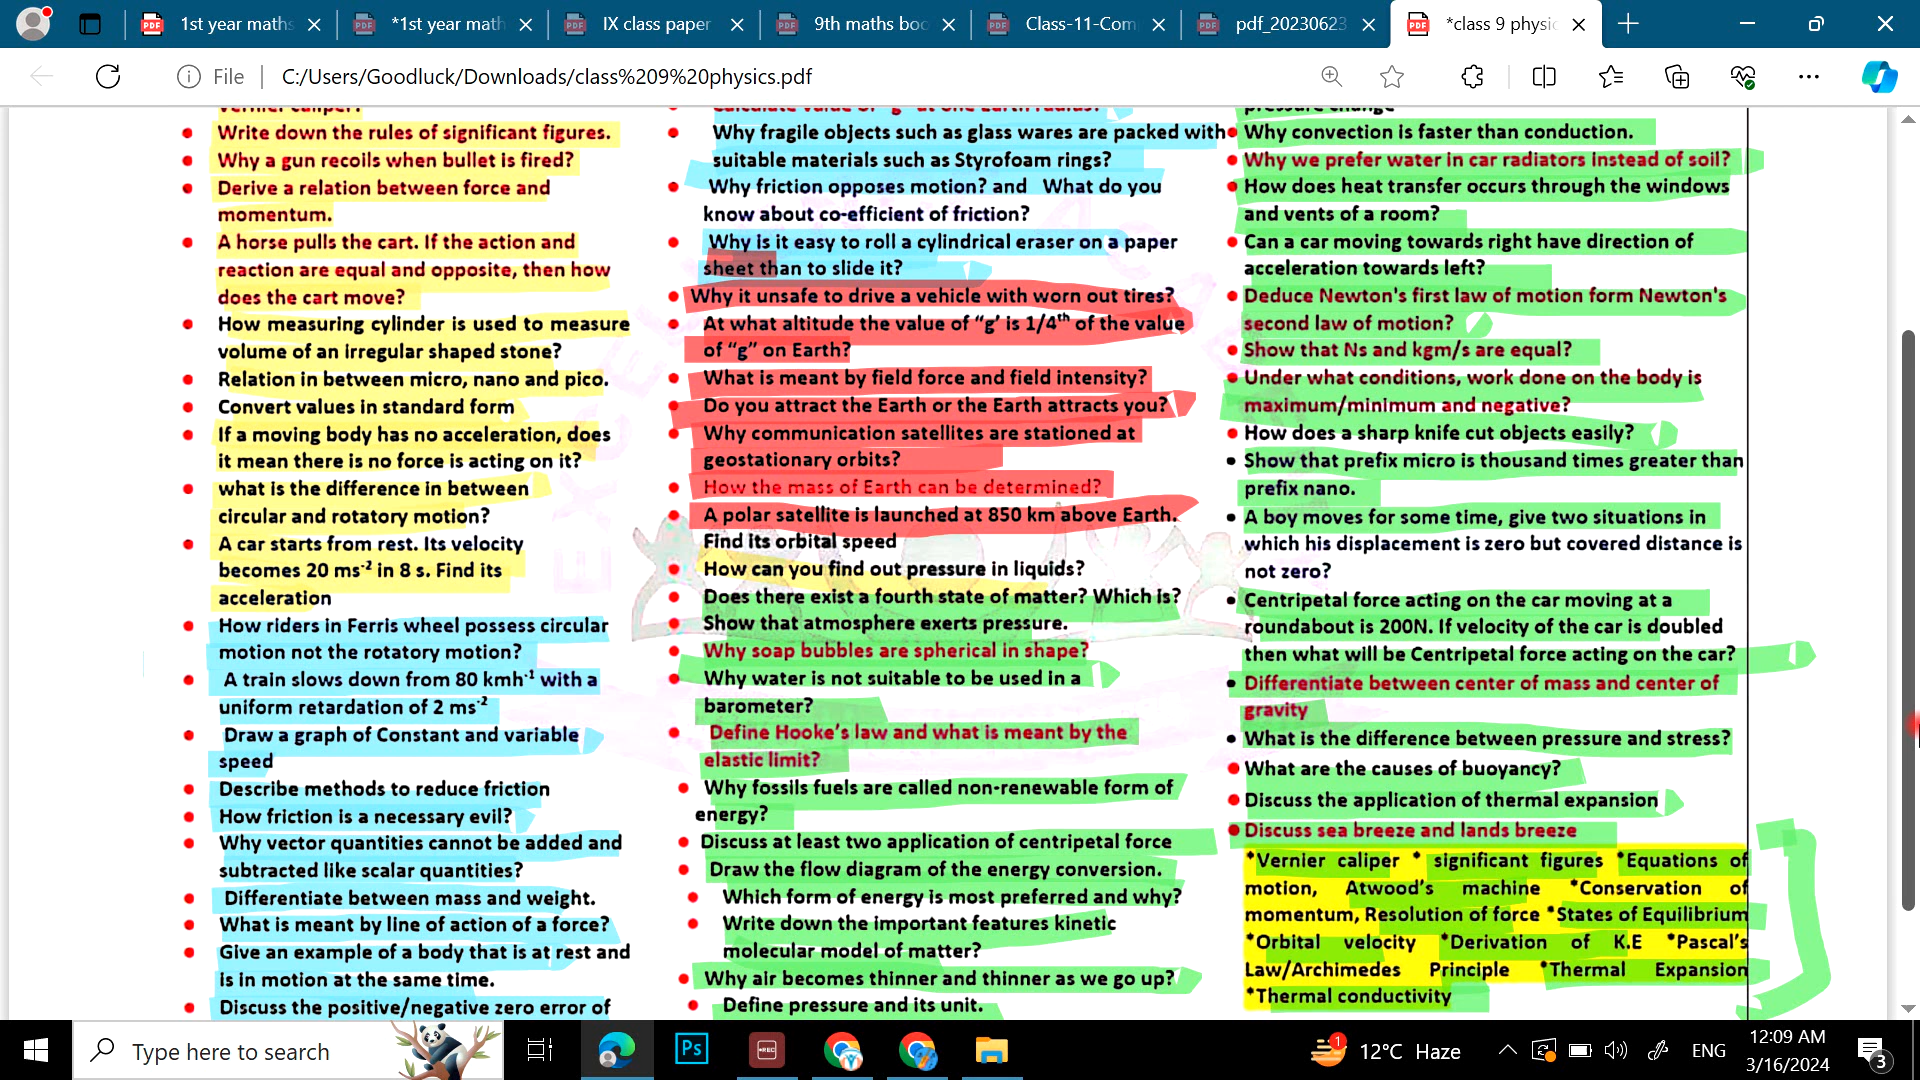 1st year maths
*1st year math
IX class paper
9th maths boo
Class-11-Com
pdf_20230623
*class 9 physic
File
C:/Users/Goodluck/Downloads/class%209%20physics.pdf
Vernier caliper?
Write down the rules of significant figures.
Why a gun recoils when bullet is fired?
Derive a relation between force and
momentum.
A horse pulls the cart. If the action and
reaction are equal and opposite, then how
does the cart move?
How measuring cylinder is used to measure
volume of an irregular shaped stone?
Relation in between micro, nano and pico.
Convert values in standard form
If a moving body has no acceleration, does
it mean there is no force is acting on it?
what is the difference in between
circular and rotatory motion?
A car starts from rest. Its velocity
becomes 20 ms⁻² in 8 s. Find its
acceleration
How riders in Ferris wheel possess circular
motion not the rotatory motion?
A train slows down from 80 kmh⁻¹ with a
uniform retardation of 2 ms⁻²
Draw a graph of Constant and variable
speed
Describe methods to reduce friction
How friction is a necessary evil?
Why vector quantities cannot be added and
subtracted like scalar quantities?
Differentiate between mass and weight.
What is meant by line of action of a force?
Give an example of a body that is at rest and
is in motion at the same time.
Discuss the positive/negative zero error of
Calculate value of "g" at one Earth radius?
Why fragile objects such as glass wares are packed with
suitable materials such as Styrofoam rings?
Why friction opposes motion? and What do you
know about co-efficient of friction?
Why is it easy to roll a cylindrical eraser on a paper
sheet than to slide it?
Why it unsafe to drive a vehicle with worn out tires?
At what altitude the value of “g’ is 1/4th of the value
of “g” on Earth?
What is meant by field force and field intensity?
Do you attract the Earth or the Earth attracts you?
Why communication satellites are stationed at
geostationary orbits?
How the mass of Earth can be determined?
A polar satellite is launched at 850 km above Earth.
Find its orbital speed
How can you find out pressure in liquids?
Does there exist a fourth state of matter? Which is?
Show that atmosphere exerts pressure.
Why soap bubbles are spherical in shape?
Why water is not suitable to be used in a
barometer?
Define Hooke’s law and what is meant by the
elastic limit?
Why fossils fuels are called non-renewable form of
energy?
Discuss at least two application of centripetal force
Draw the flow diagram of the energy conversion.
Which form of energy is most preferred and why?
Write down the important features kinetic
molecular model of matter?
Why air becomes thinner and thinner as we go up?
Define pressure and its unit.
pressure change
Why convection is faster than conduction.
Why we prefer water in car radiators instead of soil?
How does heat transfer occurs through the windows
and vents of a room?
Can a car moving towards right have direction of
acceleration towards left?
Deduce Newton's first law of motion form Newton's
second law of motion?
Show that Ns and kgm/s are equal?
Under what conditions, work done on the body is
maximum/minimum and negative?
How does a sharp knife cut objects easily?
Show that prefix micro is thousand times greater than
prefix nano.
A boy moves for some time, give two situations in
which his displacement is zero but covered distance is
not zero?
Centripetal force acting on the car moving at a
roundabout is 200N. If velocity of the car is doubled
then what will be Centripetal force acting on the car?
Differentiate between center of mass and center of
gravity
What is the difference between pressure and stress?
What are the causes of buoyancy?
Discuss the application of thermal expansion
Discuss sea breeze and lands breeze
*Vernier caliper * significant figures *Equations of
motion, Atwood’s machine *Conservation of
momentum, Resolution of force *States of Equilibrium
*Orbital velocity *Derivation of K.E *Pascal’s
Law/Archimedes Principle *Thermal Expansion
*Thermal conductivity
Type here to search
Ps
REC
1
12°C Haze
ENG
12:09 AM
3/16/2024
3